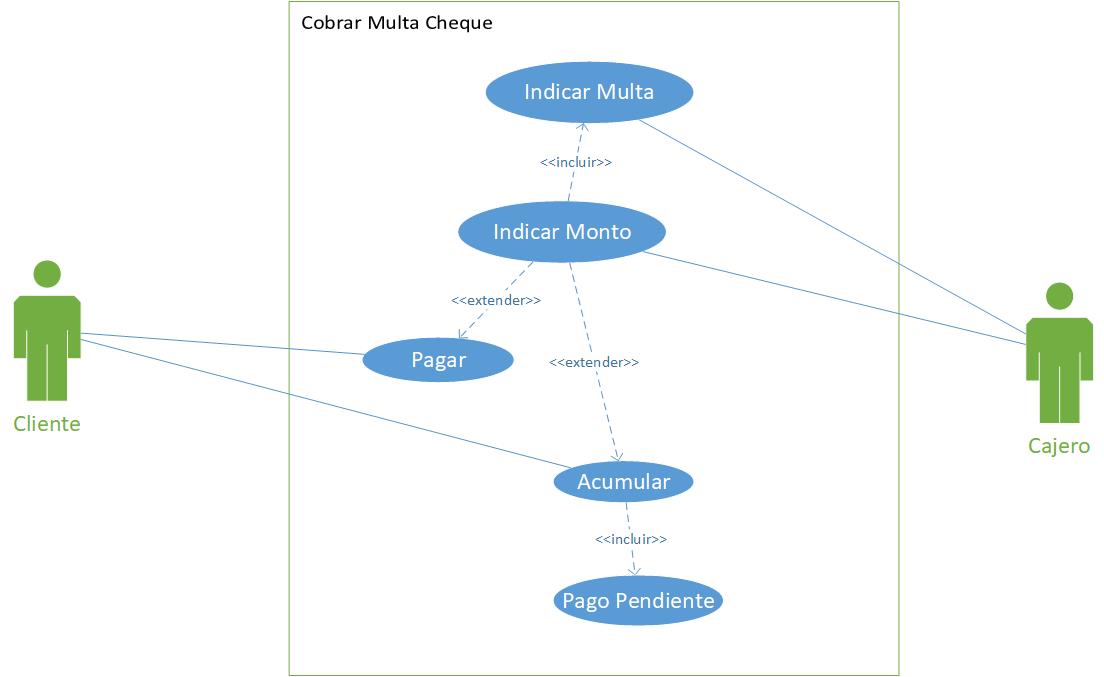 Cobrar Multa Cheque
Indicar Multa
<<incluir>>
Indicar Monto
<<extender>>
Pagar
<<extender>>
Cliente
Cajero
Acumular
<<incluir>>
Pago Pendiente